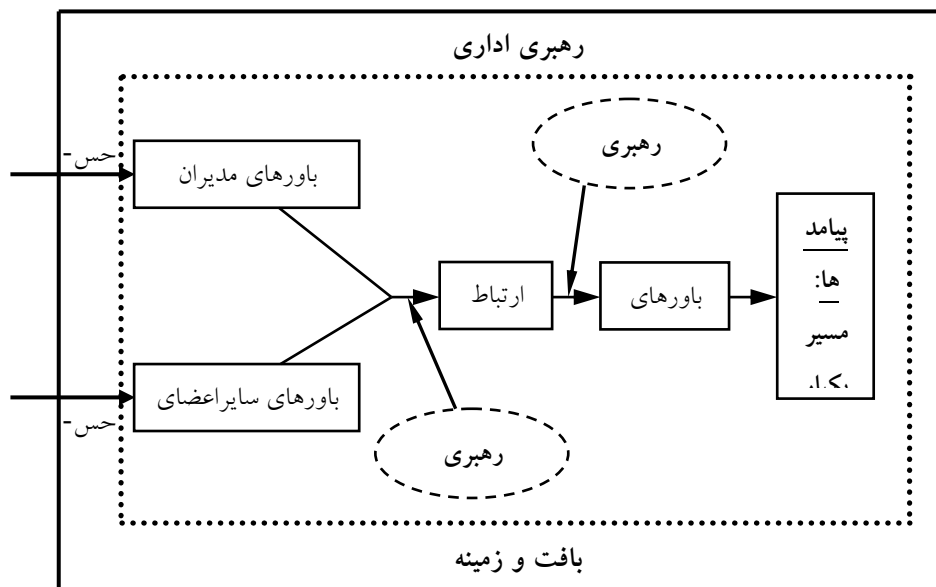 رهبری اداری
رهبری
حس-
باورهای مدیران
پیامد
ها:
مسیر
ارتباط
باورهای
باورهای سایراعضای
حس-
رهبری
بافت و زمینه